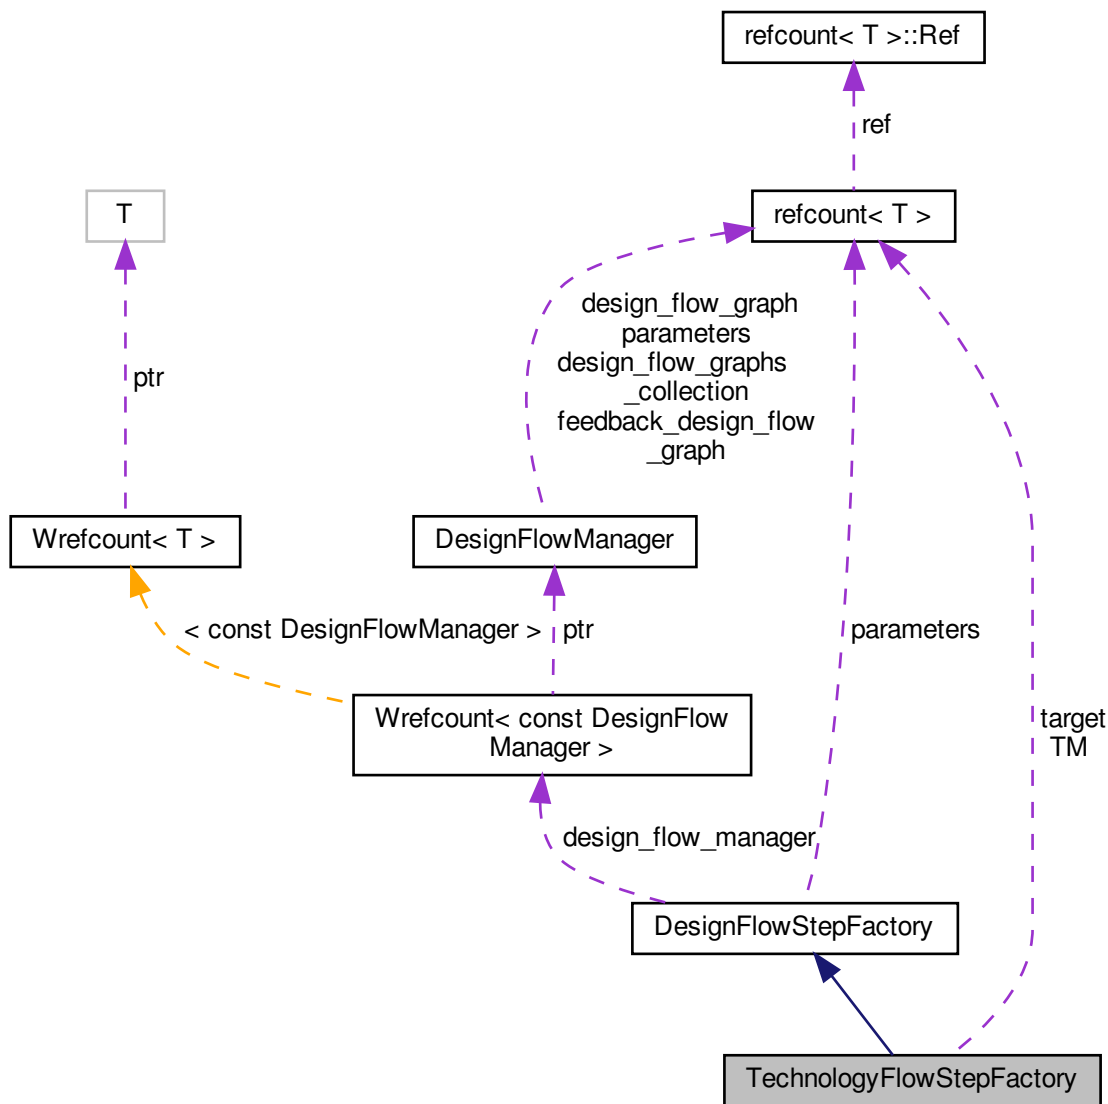 refcount< T >::Ref
ref
T
refcount< T >
design_flow_graph
parameters
design_flow_graphs
_collection
feedback_design_flow
_graph
ptr
Wrefcount< T >
DesignFlowManager
< const DesignFlowManager >
ptr
parameters
Wrefcount< const DesignFlow
Manager >
target
TM
design_flow_manager
DesignFlowStepFactory
TechnologyFlowStepFactory